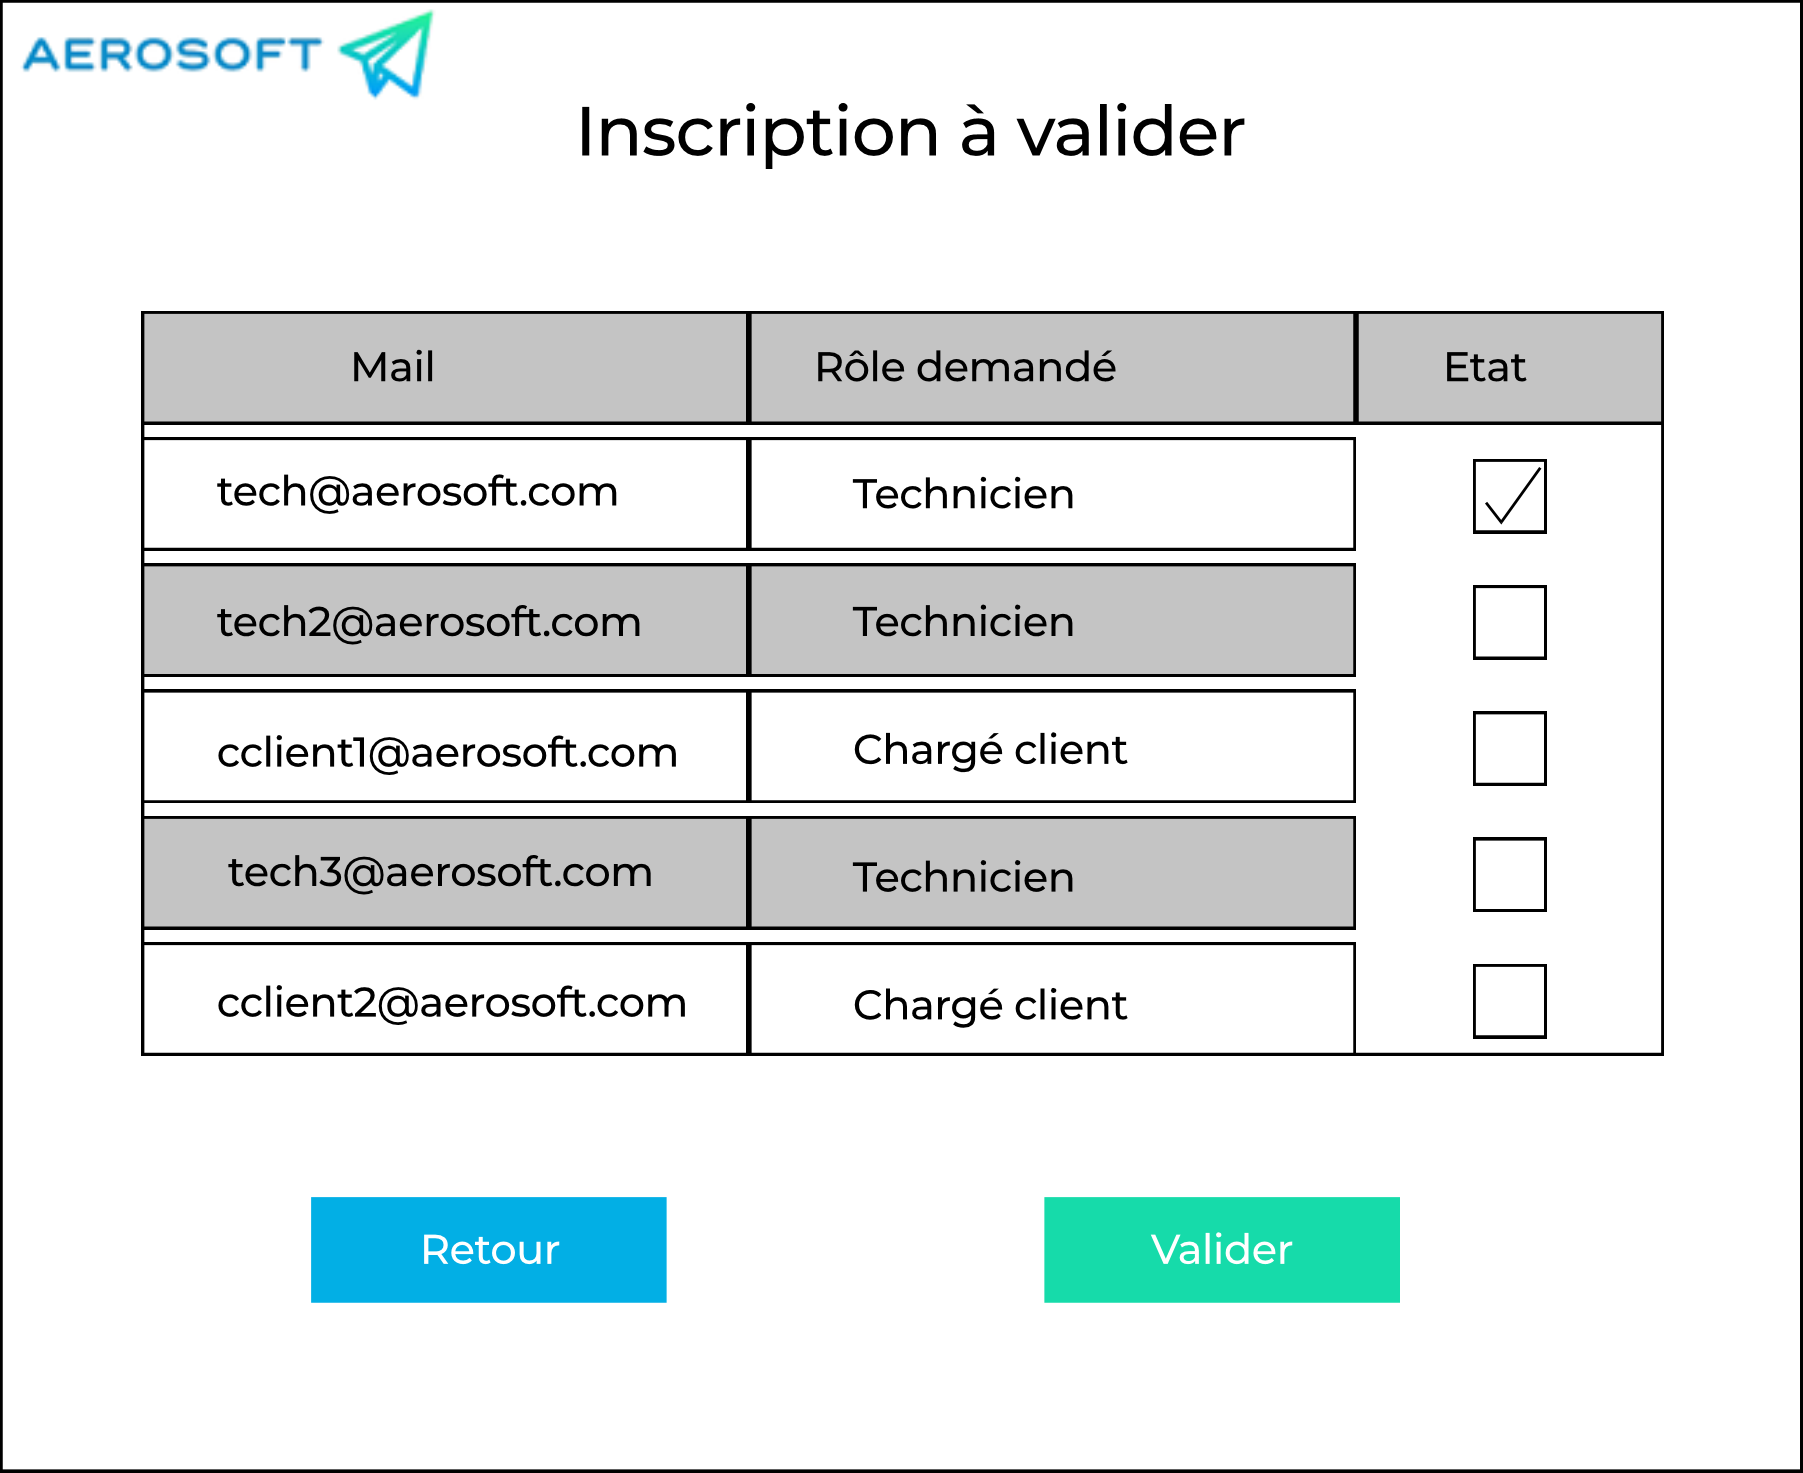 AEROSOFT
Inscription à valider
Mail Rôle demandé Etat
tech@aerosoft.com Technicien
tech2@aerosoft.com Technicien
cclient1@aerosoft.com Chargé client
tech3@aerosoft.com Technicien
cclient2@aerosoft.com Chargé client
Retour Valider